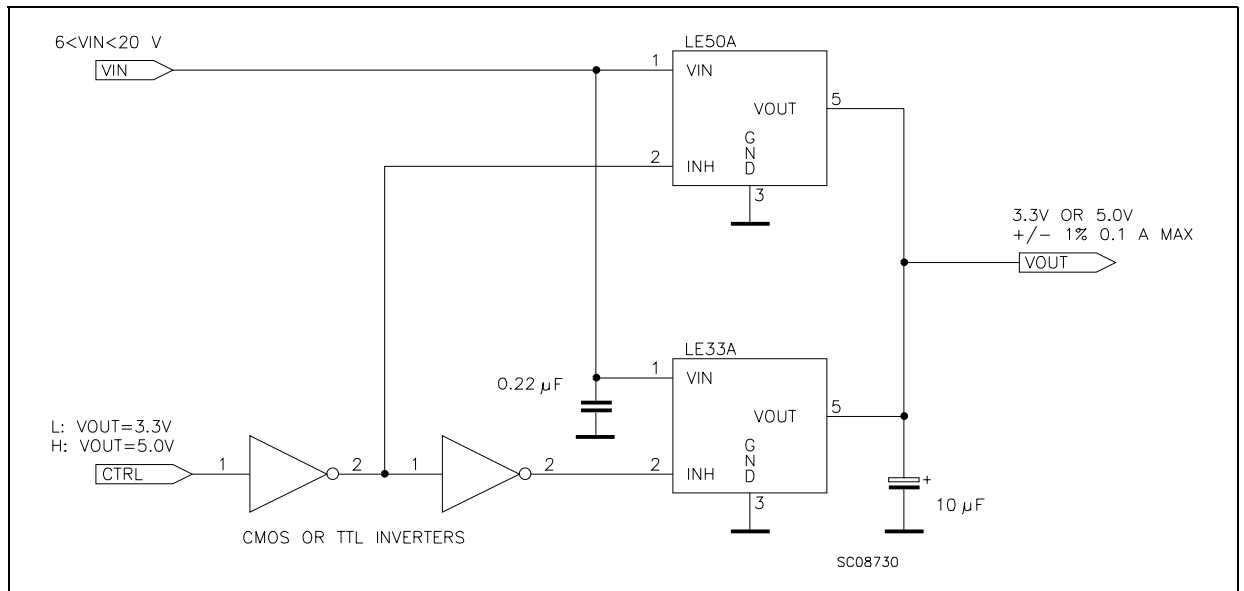 6<VIN<20 V
VIN
LE50A
1
VIN
VOUT
5
GND
2
INH
3
3.3V OR 5.0V
+/- 1% 0.1 A MAX
VOUT
LE33A
1
VIN
0.22 µF
VOUT
5
GND
L: VOUT=3.3V
H: VOUT=5.0V
CTRL
1
2
1
2
2
INH
3
+
10 µF
CMOS OR TTL INVERTERS
SC08730